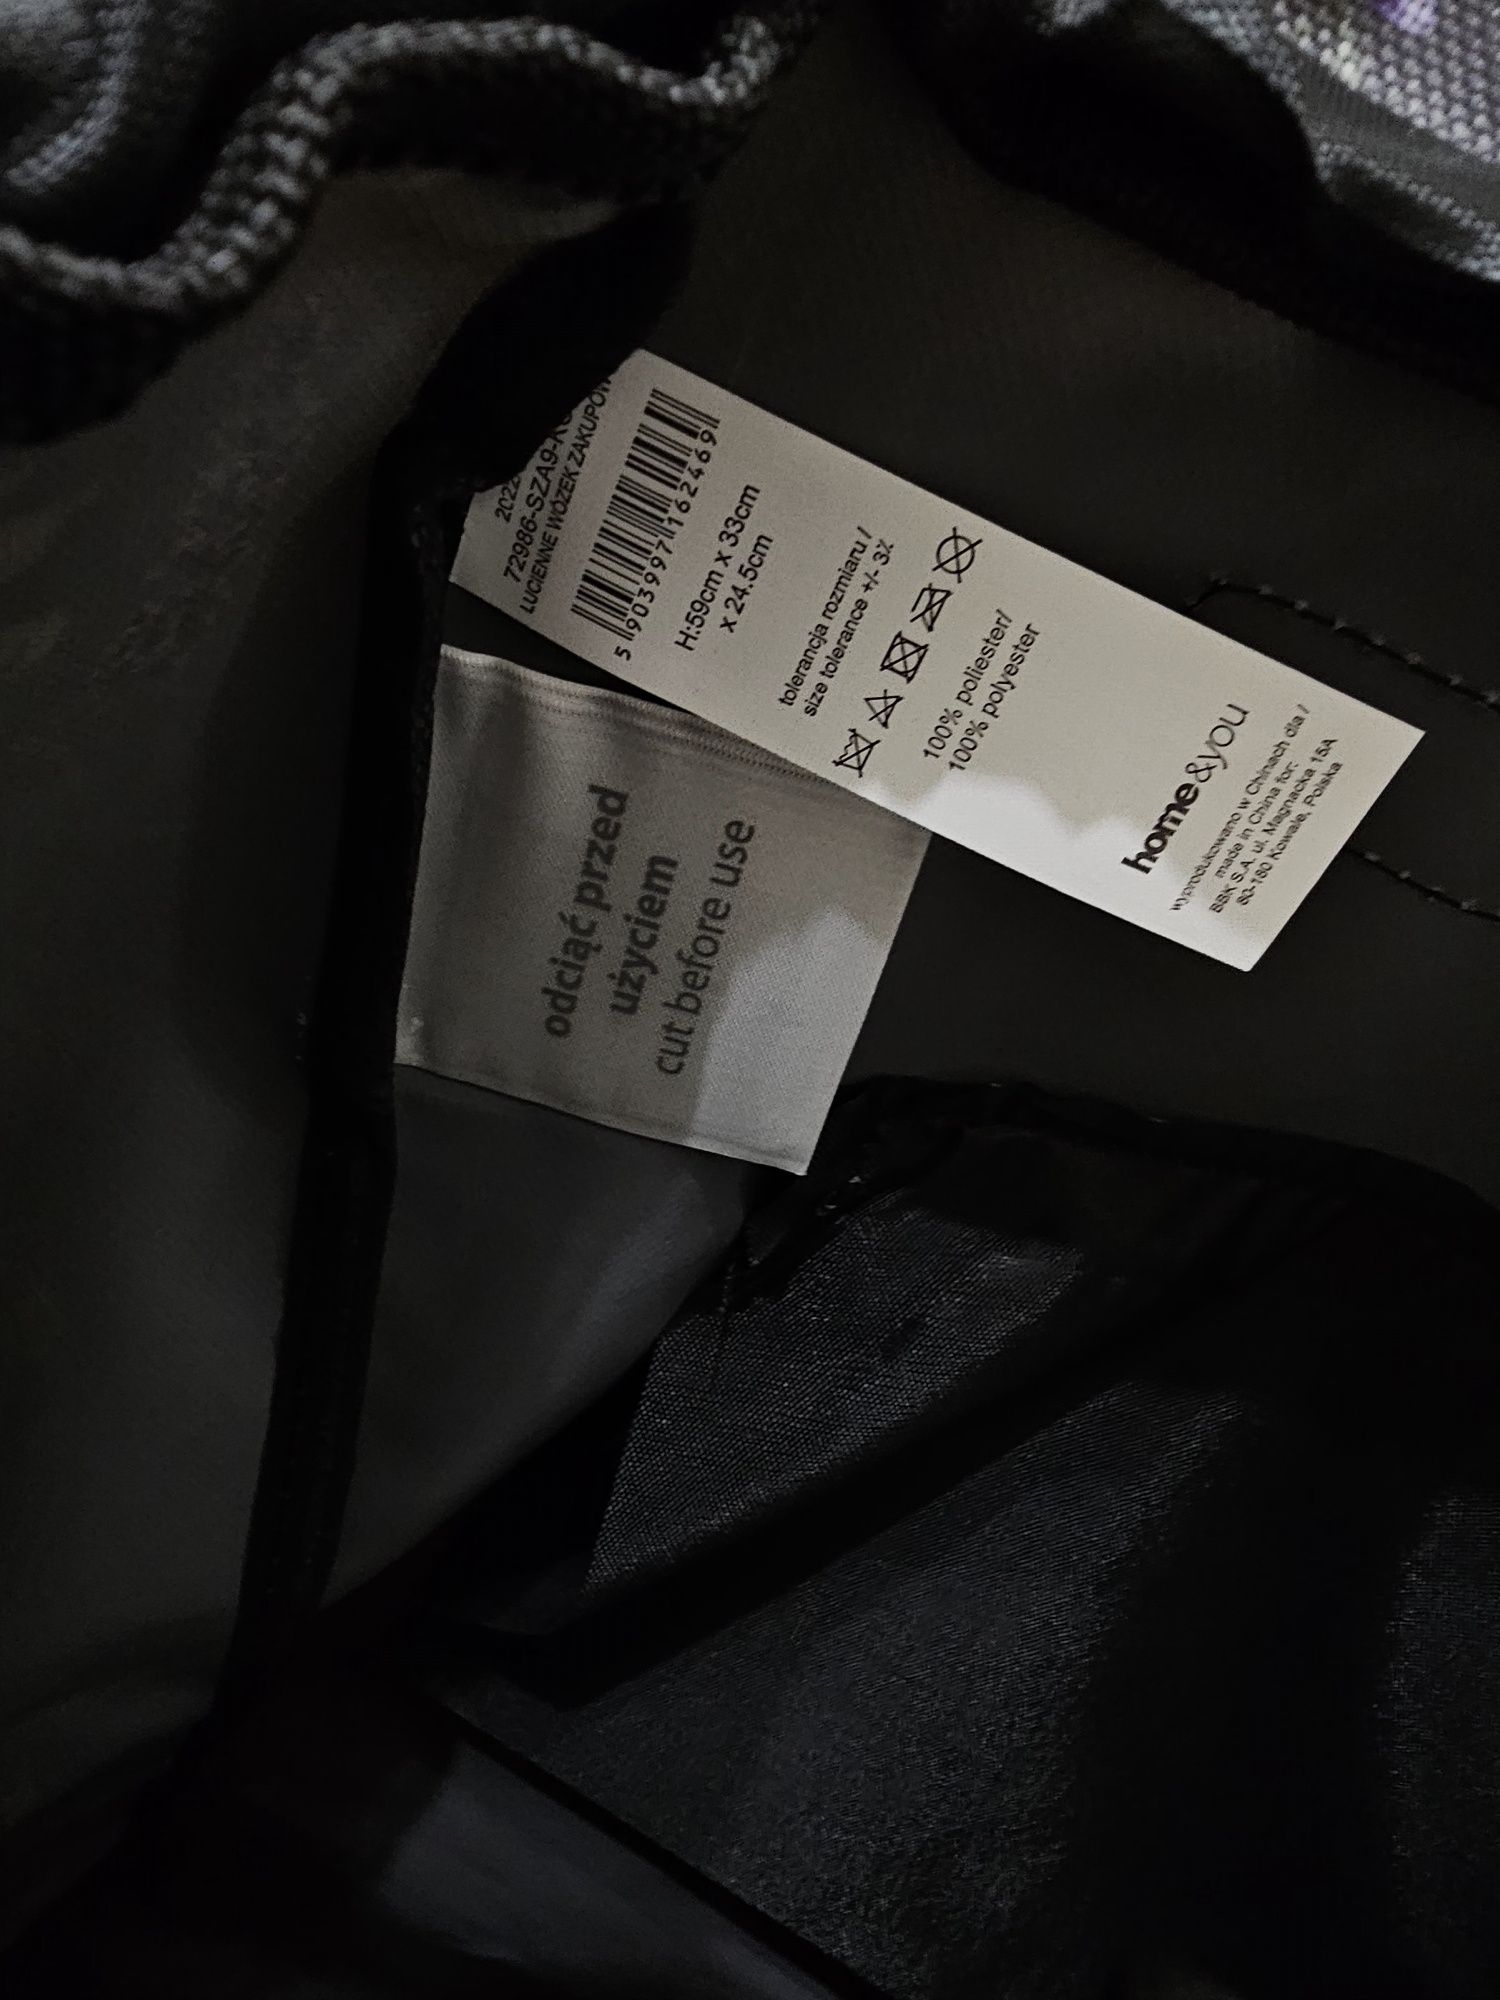 72986-SZA9-
LUCIENNE WÓZEK
5 903997 162469
H:59cm x 33cm
x 24.5cm
tolerancja rozmiaru /
size tolerance +/- 3%
100% poliester/
100% polyester
home&you
wyprodukowano w Chinach dla /
made in China for:
BBK S.A. ul. Magnacka 15A
80-180 Kowale, Polska
odciąć przed
użyciem
cut before use